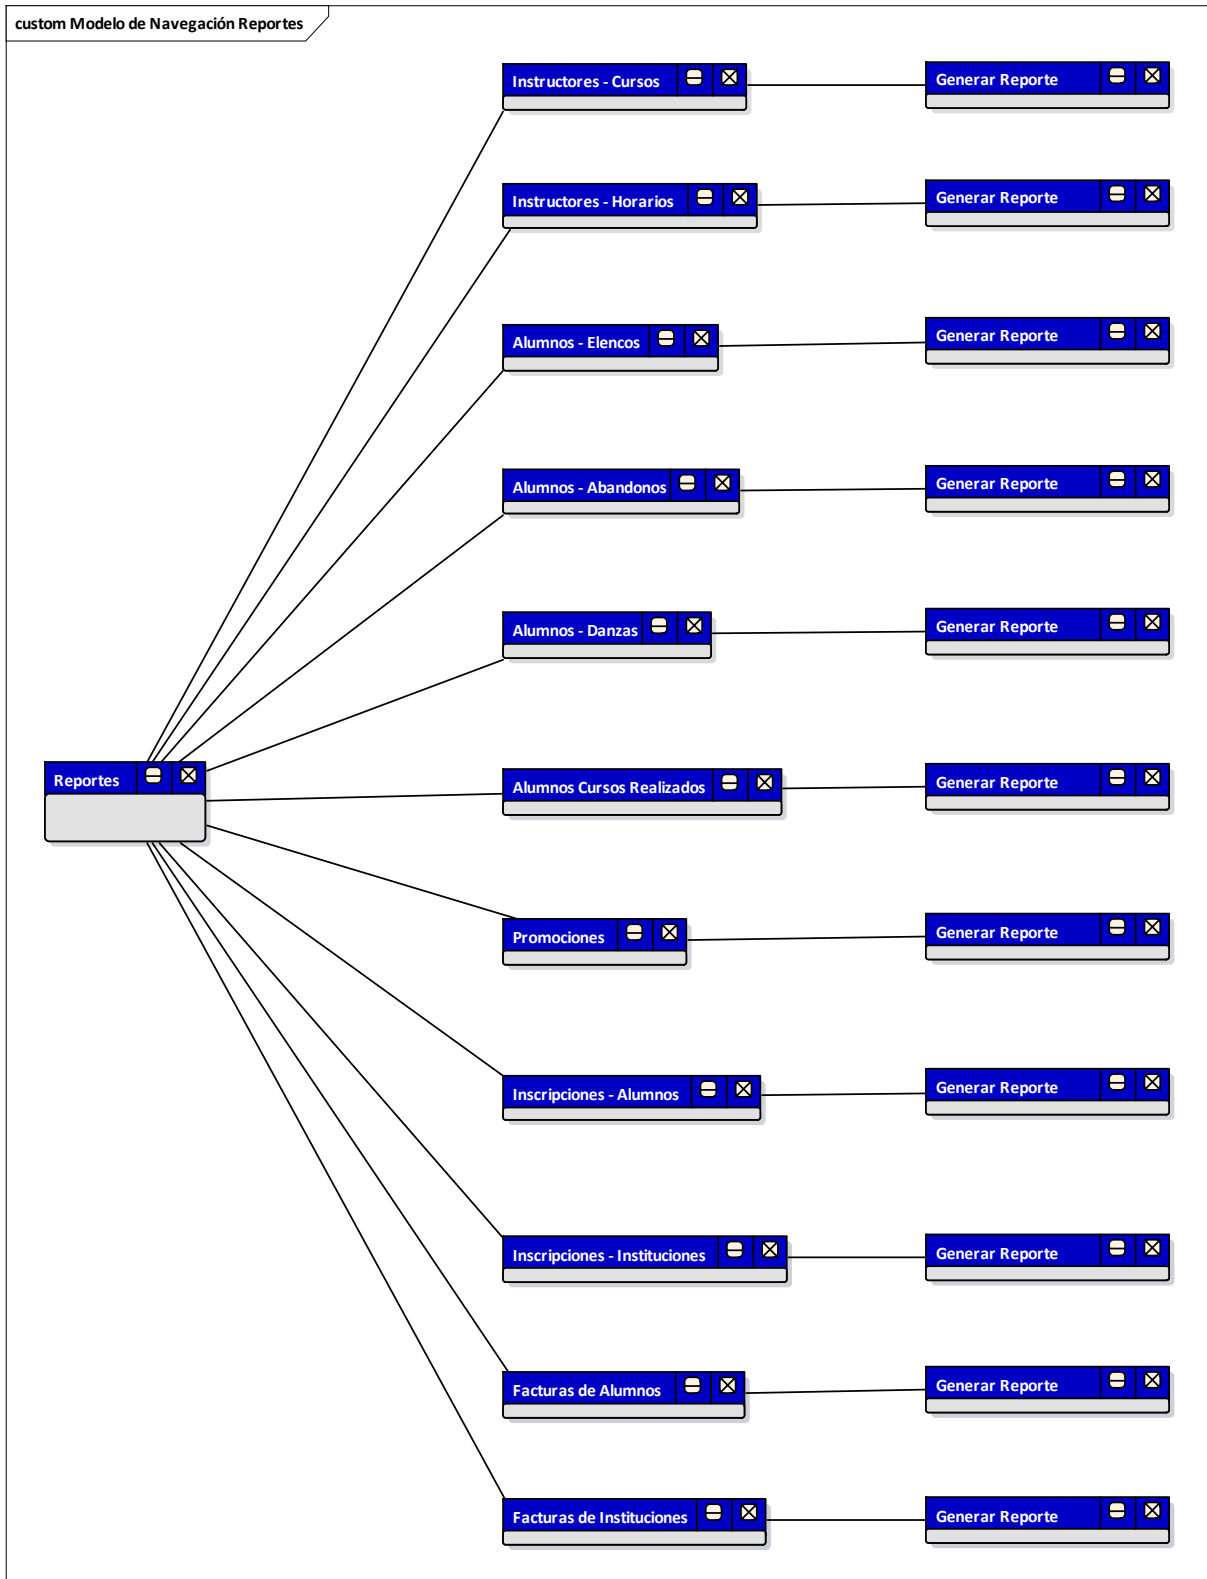 custom Modelo de Navegación Reportes
Instructores - Cursos
Generar Reporte
Instructores - Horarios
Generar Reporte
Alumnos - Elencos
Generar Reporte
Alumnos - Abandonos
Generar Reporte
Alumnos - Danzas
Generar Reporte
Reportes
Alumnos Cursos Realizados
Generar Reporte
Promociones
Generar Reporte
Inscripciones - Alumnos
Generar Reporte
Inscripciones - Instituciones
Generar Reporte
Facturas de Alumnos
Generar Reporte
Facturas de Instituciones
Generar Reporte